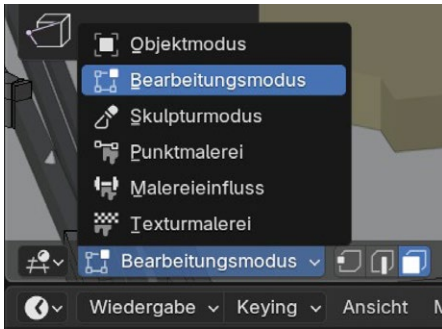 Objektmodus
Bearbeitungsmodus
Skulpturmodus
Punktmalerei
Malereieinfluss
Texturmalerei
Bearbeitungsmodus
Wiedergabe Keying Ansicht M